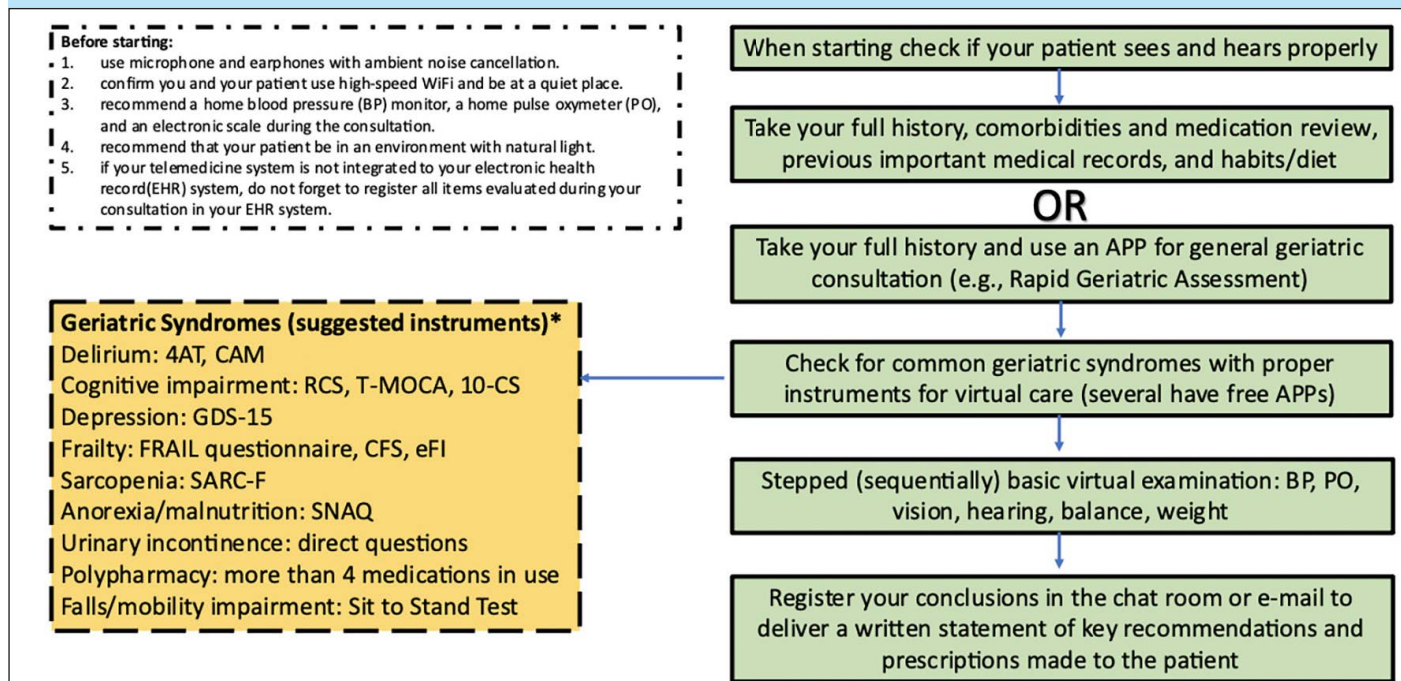 Before starting:
1. use microphone and earphones with ambient noise cancellation.
2. confirm you and your patient use high-speed WiFi and be at a quiet place.
3. recommend a home blood pressure (BP) monitor, a home pulse oxymeter (PO),
and an electronic scale during the consultation.
4. recommend that your patient be in an environment with natural light.
5. if your telemedicine system is not integrated to your electronic health
record(EHR) system, do not forget to register all items evaluated during your
consultation in your EHR system.
When starting check if your patient sees and hears properly
Take your full history, comorbidities and medication review,
previous important medical records, and habits/diet
OR
Take your full history and use an APP for general geriatric
consultation (e.g., Rapid Geriatric Assessment)
Check for common geriatric syndromes with proper
instruments for virtual care (several have free APPs)
Geriatric Syndromes (suggested instruments)*
Delirium: 4AT, CAM
Cognitive impairment: RCS, T-MOCA, 10-CS
Depression: GDS-15
Frailty: FRAIL questionnaire, CFS, eFI
Sarcopenia: SARC-F
Anorexia/malnutrition: SNAQ
Urinary incontinence: direct questions
Polypharmacy: more than 4 medications in use
Falls/mobility impairment: Sit to Stand Test
Stepped (sequentially) basic virtual examination: BP, PO,
vision, hearing, balance, weight
Register your conclusions in the chat room or e-mail to
deliver a written statement of key recommendations and
prescriptions made to the patient